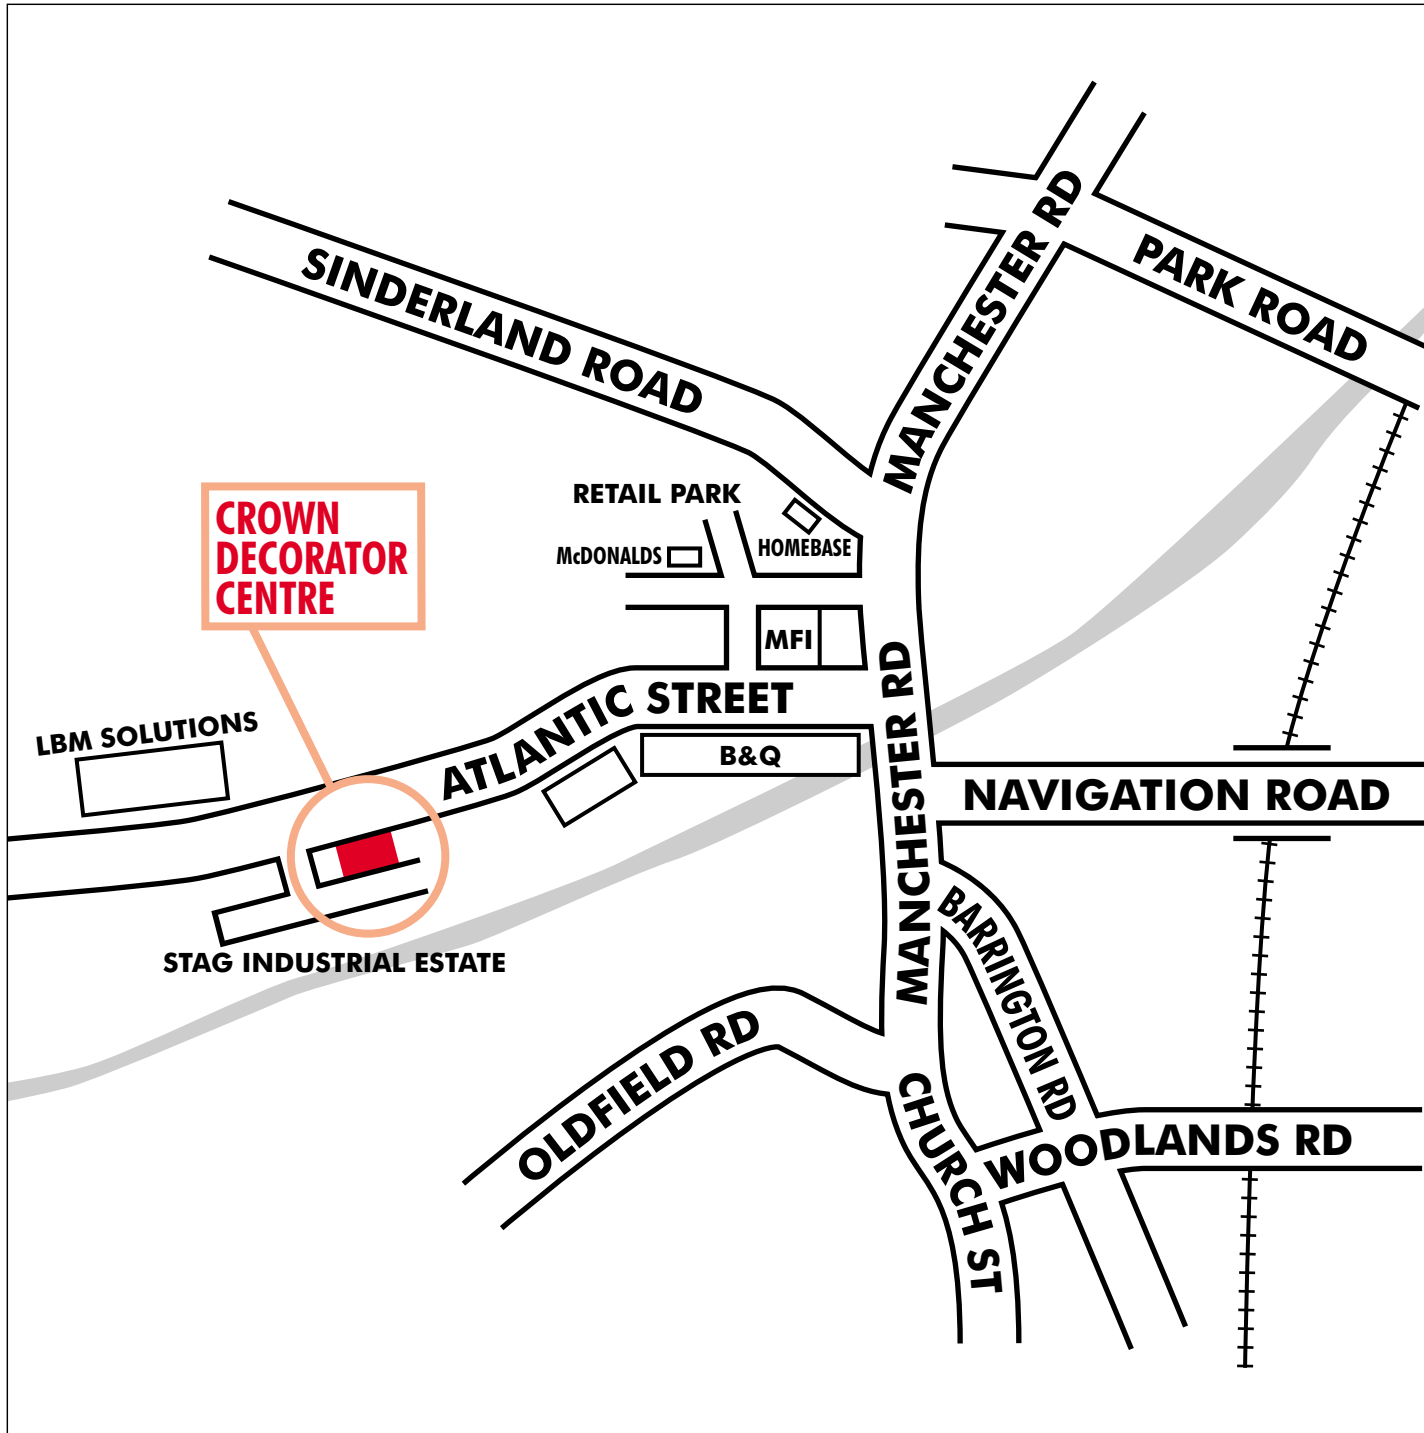 MANCHESTER RD
PARK ROAD
SINDERLAND ROAD
RETAIL PARK
McDONALDS
HOMEBASE
CROWN
DECORATOR
CENTRE
MFI
ATLANTIC STREET
MANCHESTER RD
LBM SOLUTIONS
B&Q
NAVIGATION ROAD
BARRINGTON RD
STAG INDUSTRIAL ESTATE
OLDFIELD RD
CHURCH ST
WOODLANDS RD